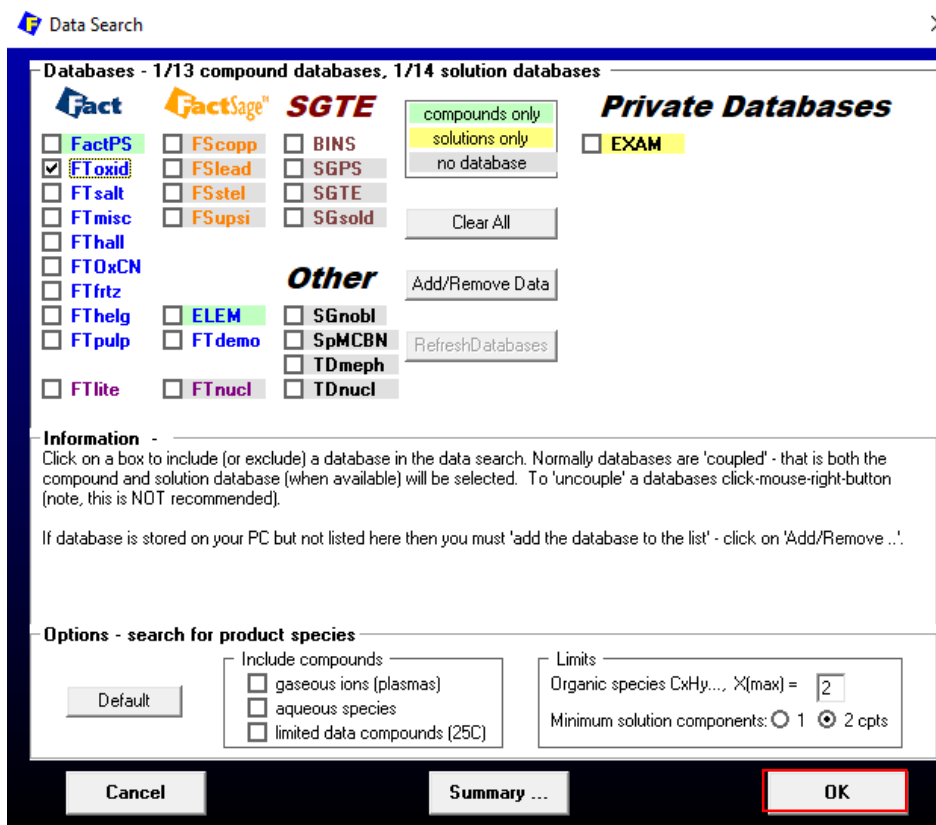 Data Search
Databases - 1/13 compound databases, 1/14 solution databases
Fact
FactSage™
SGTE
compounds only
solutions only
no database
Private Databases
FactPS
FScopp
BINS
EXAM
FToxid
FSlead
SGPS
FTsalt
FSstel
SGTE
FTmisc
FSupsi
SGsold
Clear All
FThall
FTOxCN
Other
Add/Remove Data
FTfrtz
FThelg
ELEM
SGnobl
FTpulp
FTdemo
SpMCBN
RefreshDatabases
TDmeph
FTlite
FTnucl
TDnucl
Information -
Click on a box to include (or exclude) a database in the data search. Normally databases are 'coupled' - that is both the
compound and solution database (when available) will be selected. To 'uncouple' a databases click-mouse-right-button
(note, this is NOT recommended).
If database is stored on your PC but not listed here then you must 'add the database to the list' - click on 'Add/Remove ..'.
Options - search for product species
Default
Include compounds
gaseous ions (plasmas)
aqueous species
limited data compounds (25C)
Limits
Organic species CxHy..., X(max) = 2
Minimum solution components: 1 2 cpts
Cancel
Summary ...
OK